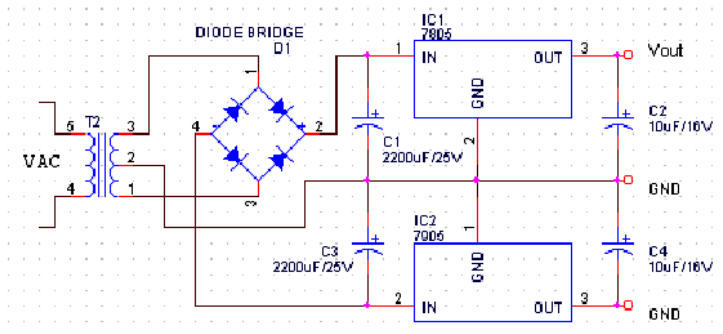 DIODE BRIDGE
D1
IC1
7805
1
IN
OUT
3
Vout
GND
2
1
4
2
3
T2
5
3
2
VAC
4
1
C1
2200uF/25V
C2
10uF/16V
GND
IC2
7905
1
GND
C3
2200uF/25V
C4
10uF/16V
2
IN
OUT
3
GND